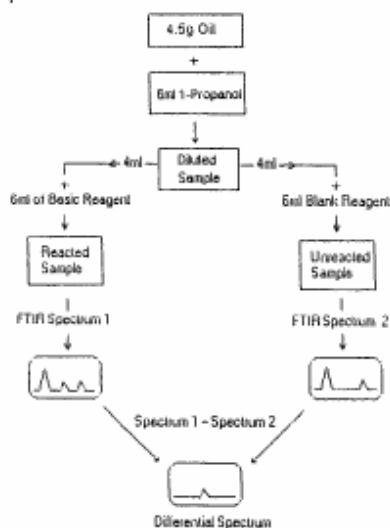 4.5g Oil
+
6ml 1-Propanol
4ml
Diluted
Sample
4ml
+
6ml of Basic Reagent
+
6ml Blank Reagent
Reacted
Sample
Unreacted
Sample
FTIR Spectrum 1
FTIR Spectrum 2
Spectrum 1 - Spectrum 2
Differential Spectrum